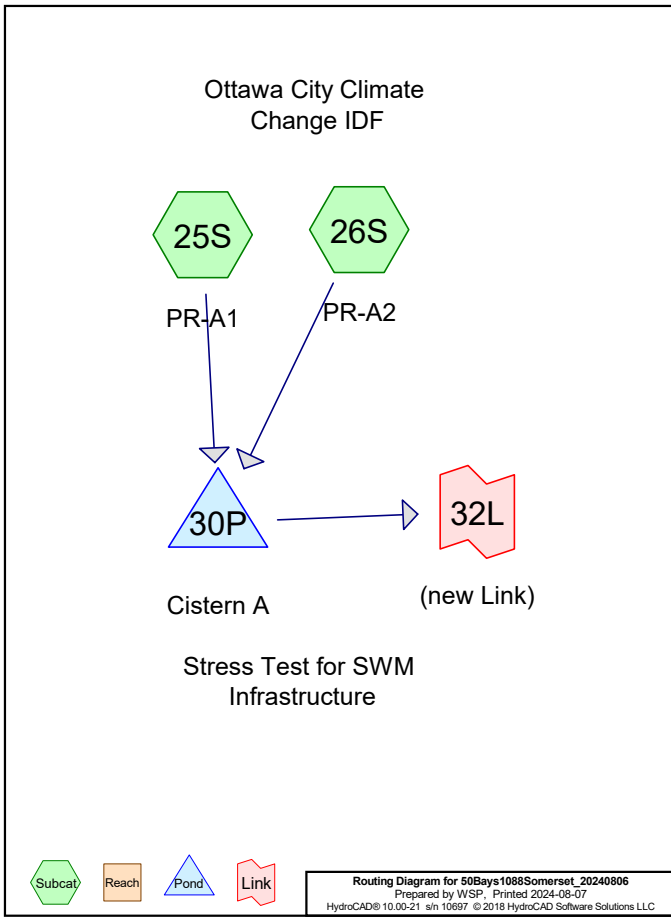 Ottawa City Climate
Change IDF
25S
26S
PR-A1
PR-A2
30P
32L
Cistern A
(new Link)
Stress Test for SWM
Infrastructure
Subcat
Reach
Pond
Link
Routing Diagram for 50Bays1088Somerset_20240806
Prepared by WSP, Printed 2024-08-07
HydroCAD® 10.00-21 s/n 10697 © 2018 HydroCAD Software Solutions LLC